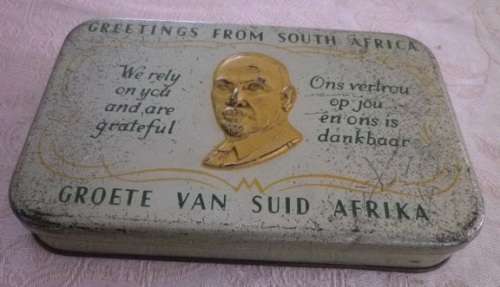 GREETINGS FROM SOUTH AFRICA
We rely
on you
and are
grateful
Ons vertrou
op jou
en ons is
dankbaar
GROETE VAN SUID AFRIKA